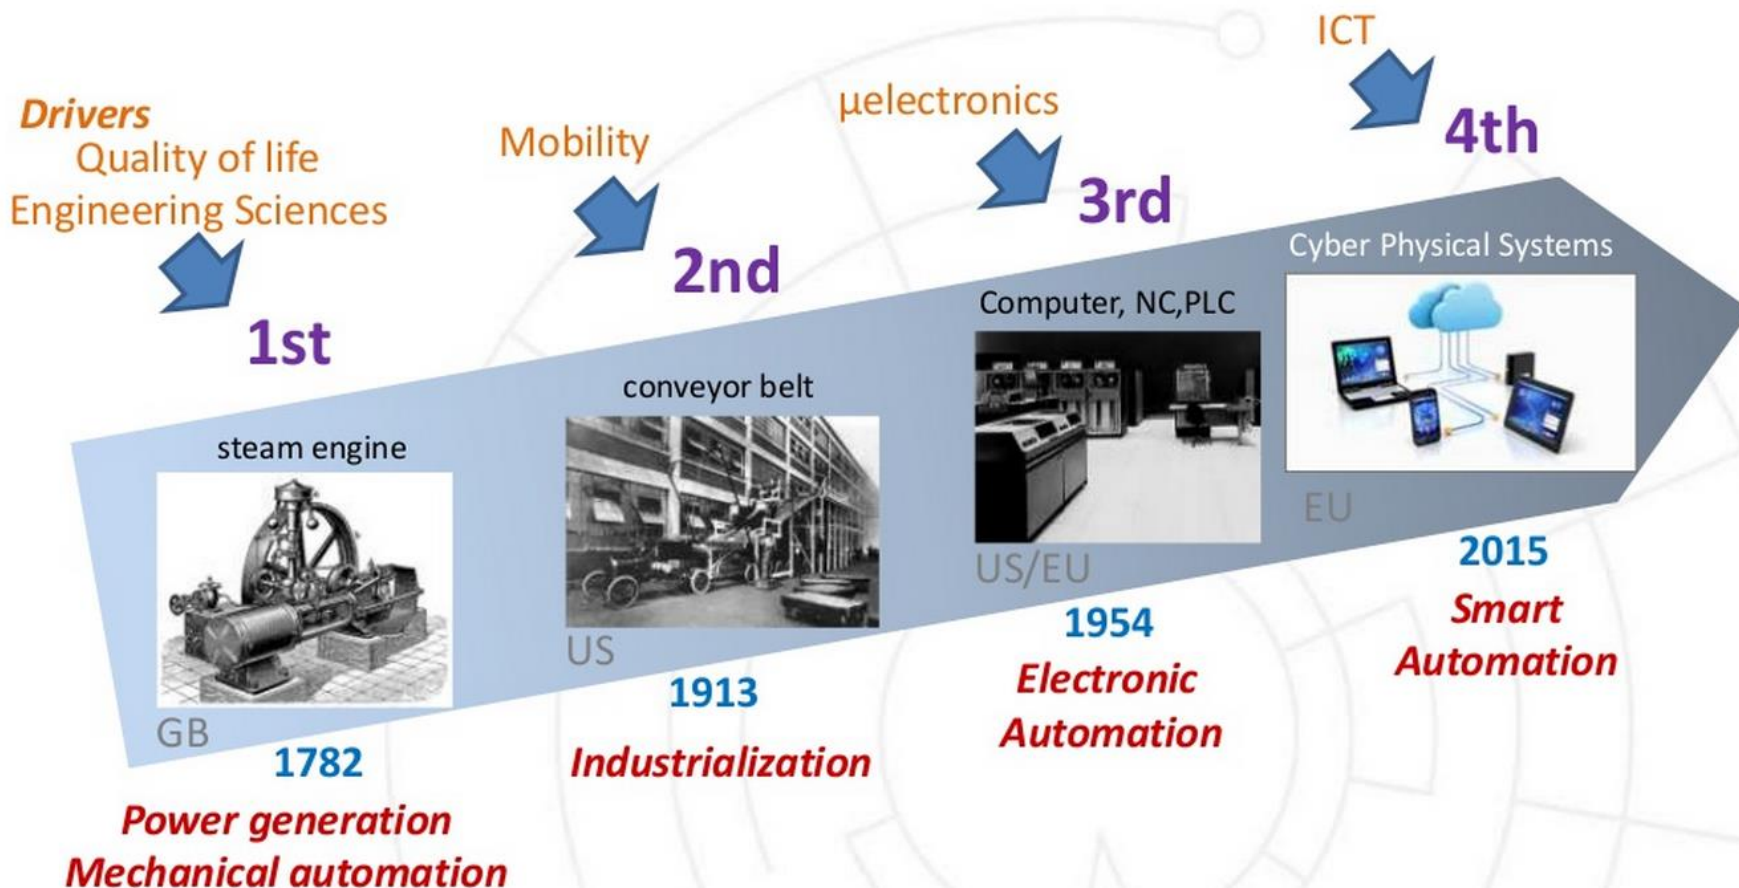 Drivers
Quality of life
Engineering Sciences
1st
steam engine
GB
1782
Power generation
Mechanical automation
Mobility
2nd
conveyor belt
US
1913
Industrialization
µelectronics
3rd
Computer, NC,PLC
US/EU
1954
Electronic
Automation
ICT
4th
Cyber Physical Systems
EU
2015
Smart
Automation